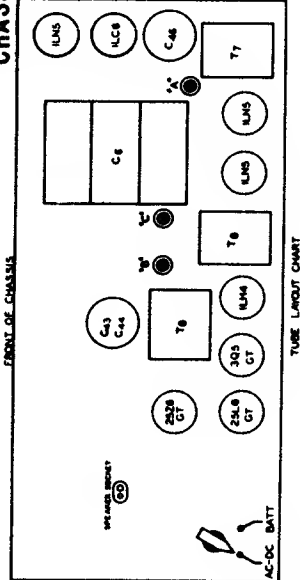 CHAS
FRONT OF CHASSIS
1LN5
1LC6
C46
T7
"A"
C6
1LN5
1LN5
"C"
"B"
T8
C43
C44
T6
1LH4
3Q5
GT
25Z6
GT
25L6
GT
SPEAKER SOCKET
AC-DC BATT
TUBE LAYOUT CHART